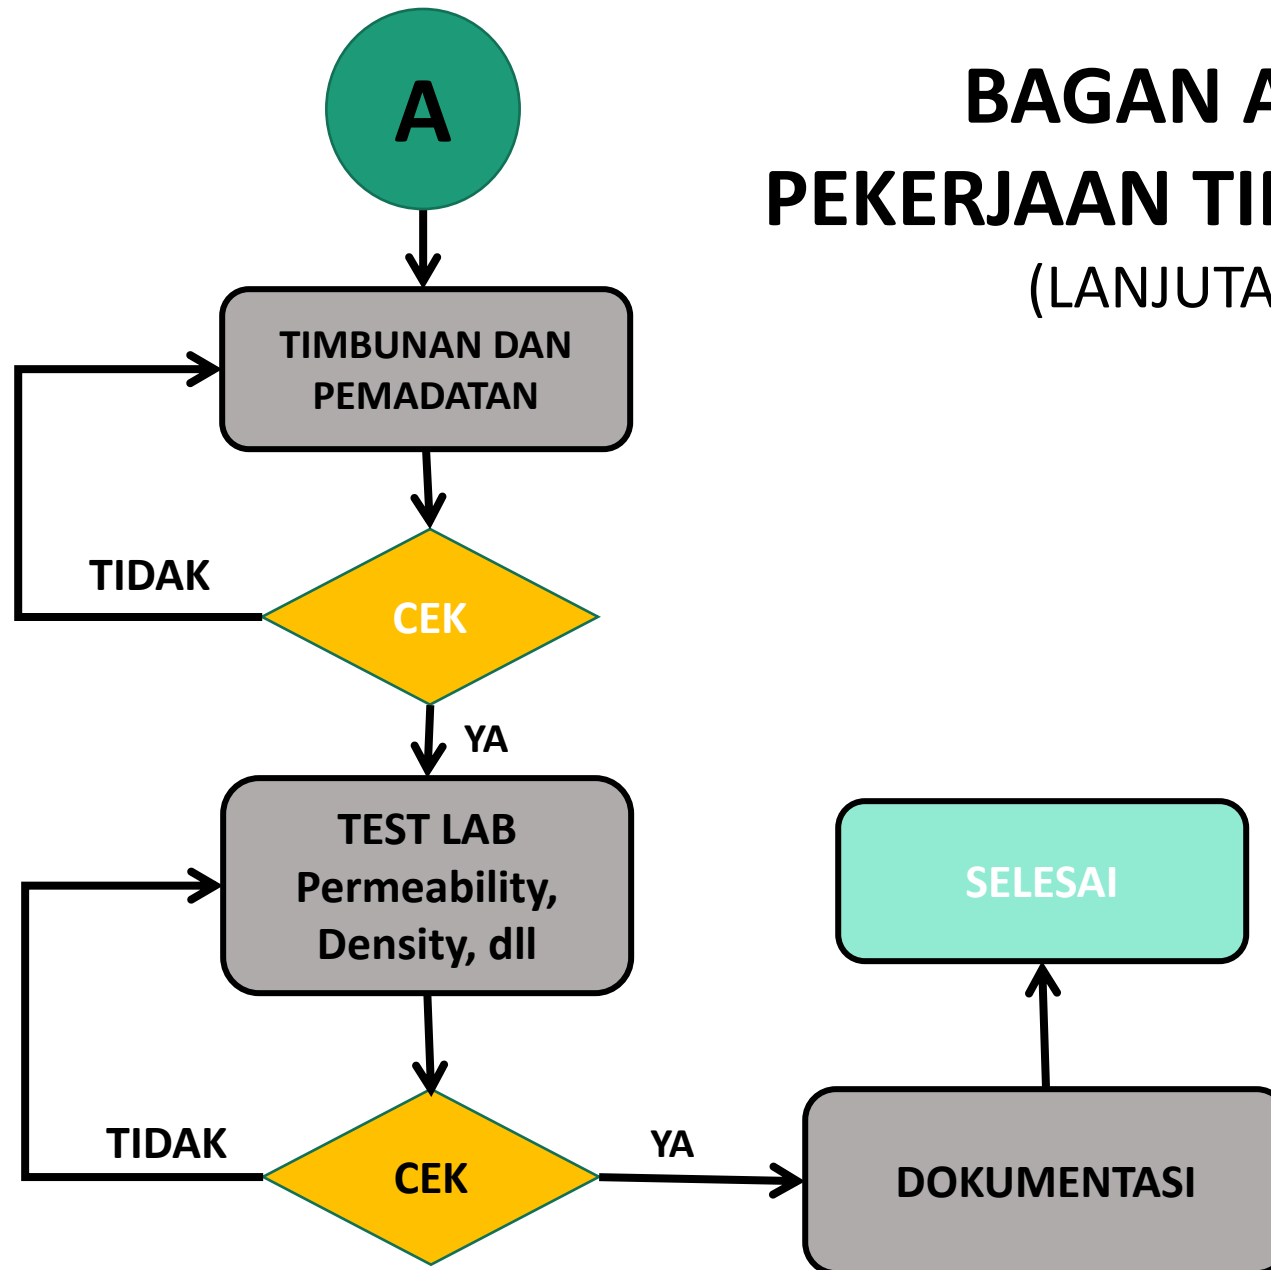 A
BAGAN A
PEKERJAAN TI
(LANJUTA
TIMBUNAN DAN
PEMADATAN
TIDAK
CEK
YA
TEST LAB
Permeability,
Density, dll
SELESAI
TIDAK
CEK
YA
DOKUMENTASI